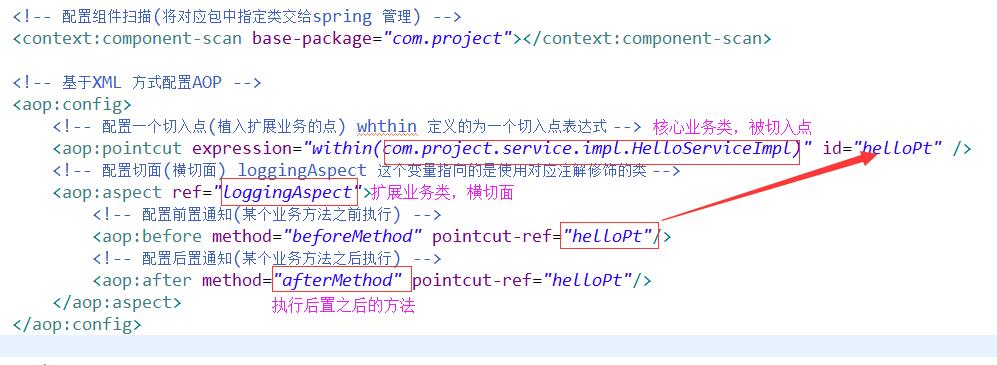 <!-- 配置组件扫描(将对应包中指定类交给spring 管理) -->
<context:component-scan base-package="com.project"></context:component-scan>
<!-- 基于XML 方式配置AOP -->
<aop:config>
<!-- 配置一个切入点(植入扩展业务的点) whthin 定义的为一个切入点表达式 --> 核心业务类，被切入点
<aop:pointcut expression="within(com.project.service.impl.HelloServiceImpl)" id="helloPt" />
<!-- 配置切面(横切面) loggingAspect 这个变量指向的是使用对应注解修饰的类 -->
<aop:aspect ref="loggingAspect">扩展业务类，横切面
<!-- 配置前置通知(某个业务方法之前执行) -->
<aop:before method="beforeMethod" pointcut-ref="helloPt"/>
<!-- 配置后置通知(某个业务方法之后执行) -->
<aop:after method="afterMethod" pointcut-ref="helloPt"/>
</aop:aspect> 执行后置之后的方法
</aop:config>